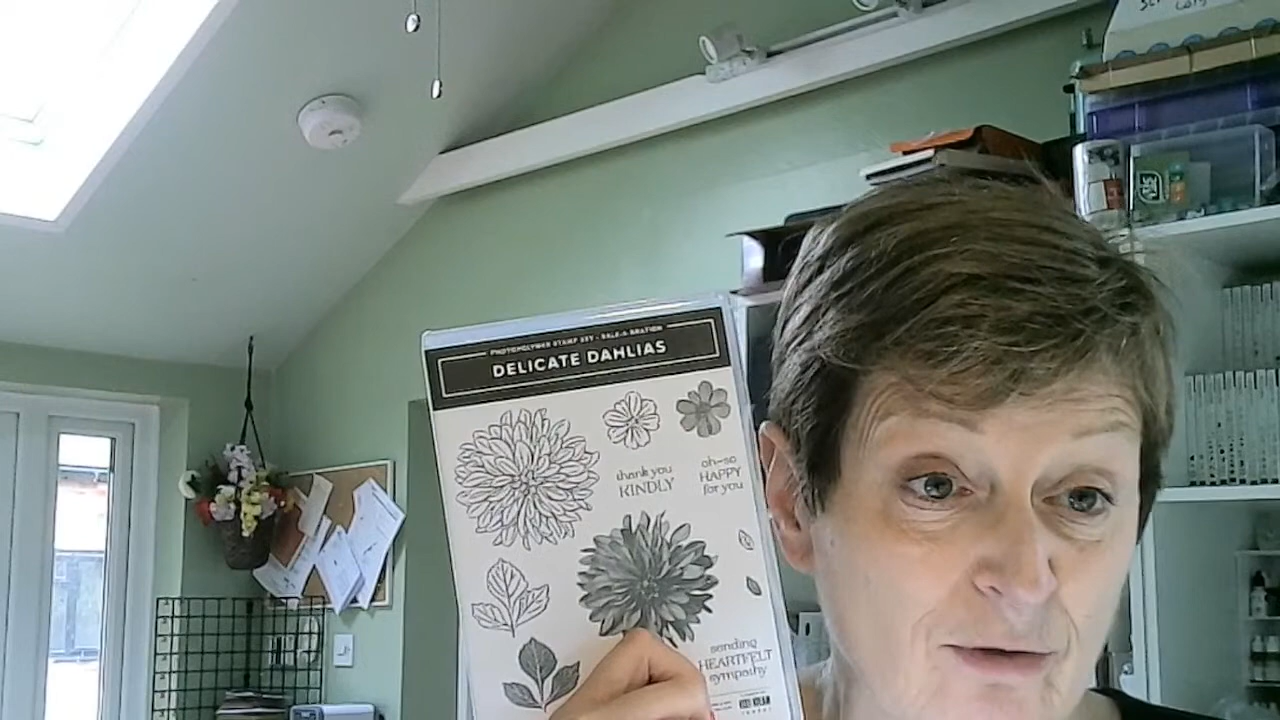 PHOTOPOLYMER STAMP SET • SALE-A-BRATION
DELICATE DAHLIAS
thank you
KINDLY
oh-so
HAPPY
for you
sending
HEARTFELT
sympathy